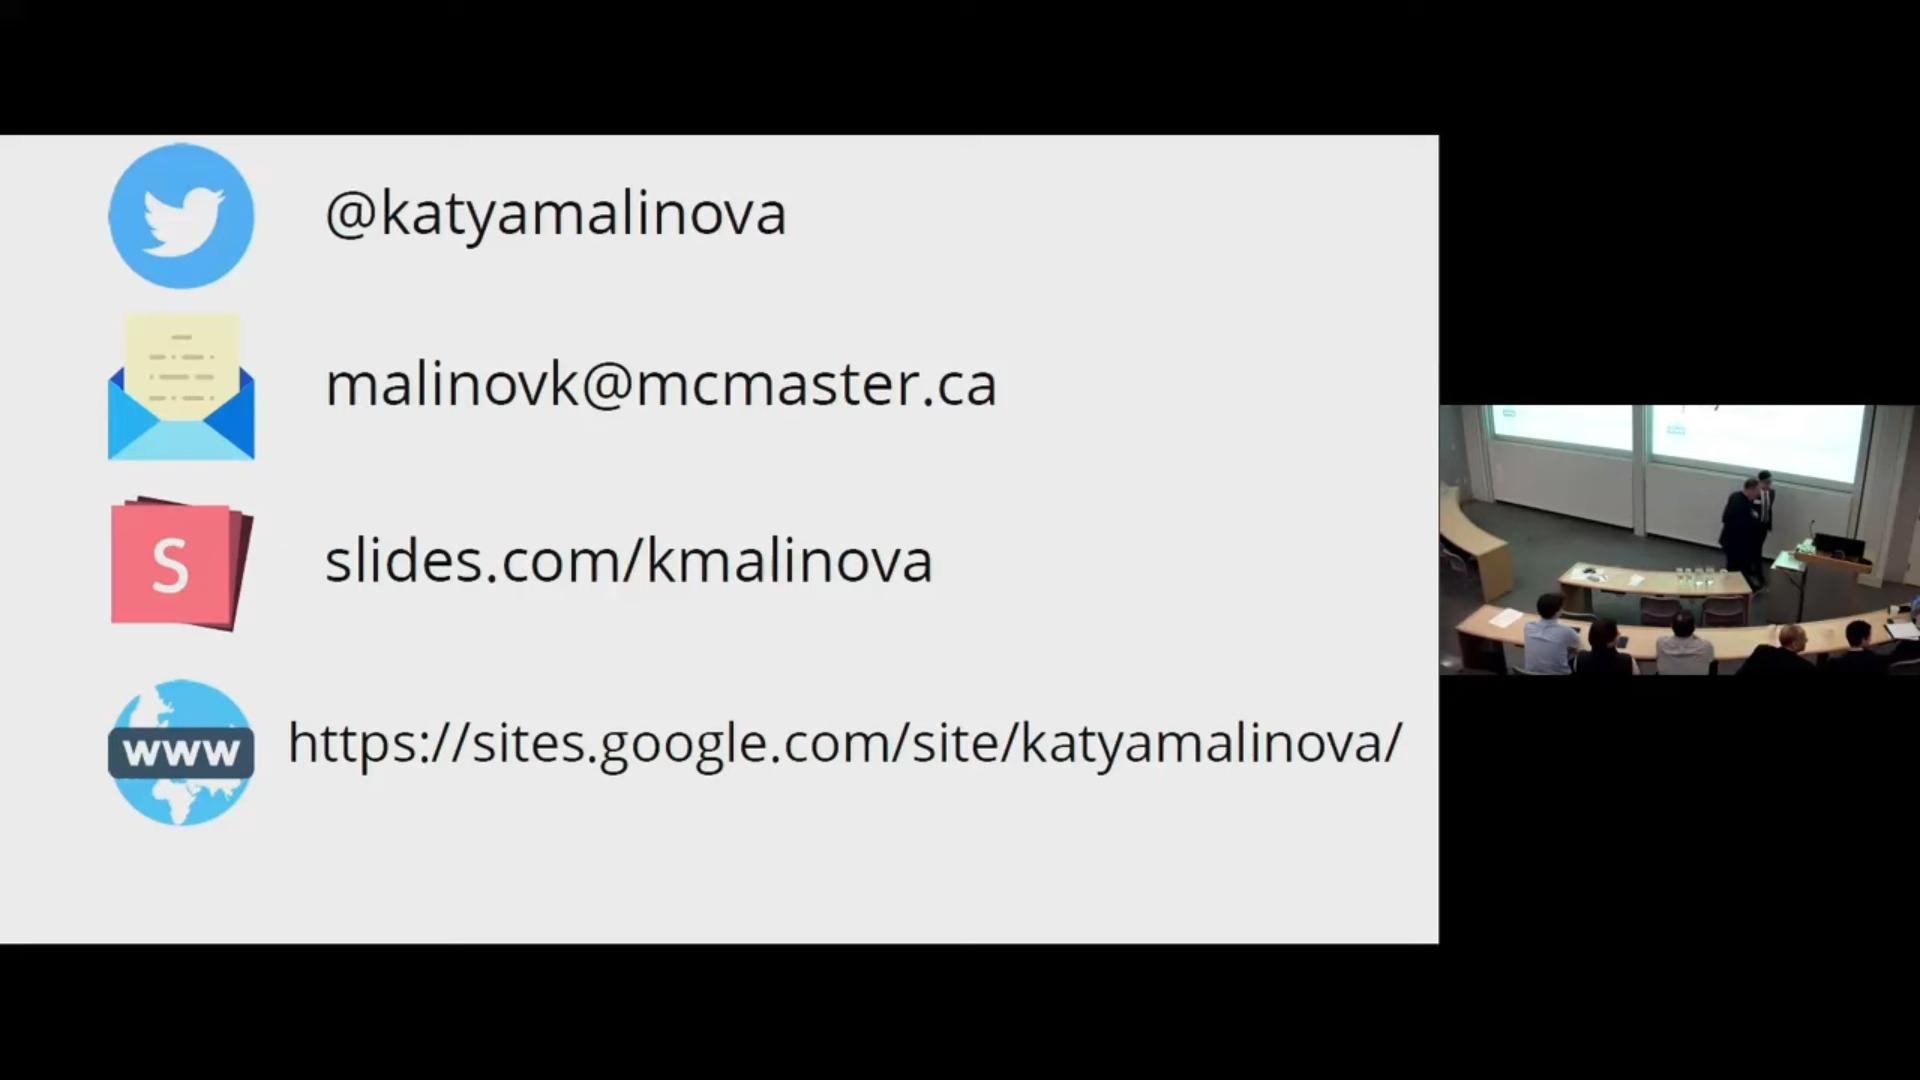 @katyamalinova
malinovk@mcmaster.ca
S
slides.com/kmalinova
www
https://sites.google.com/site/katyamalinova/